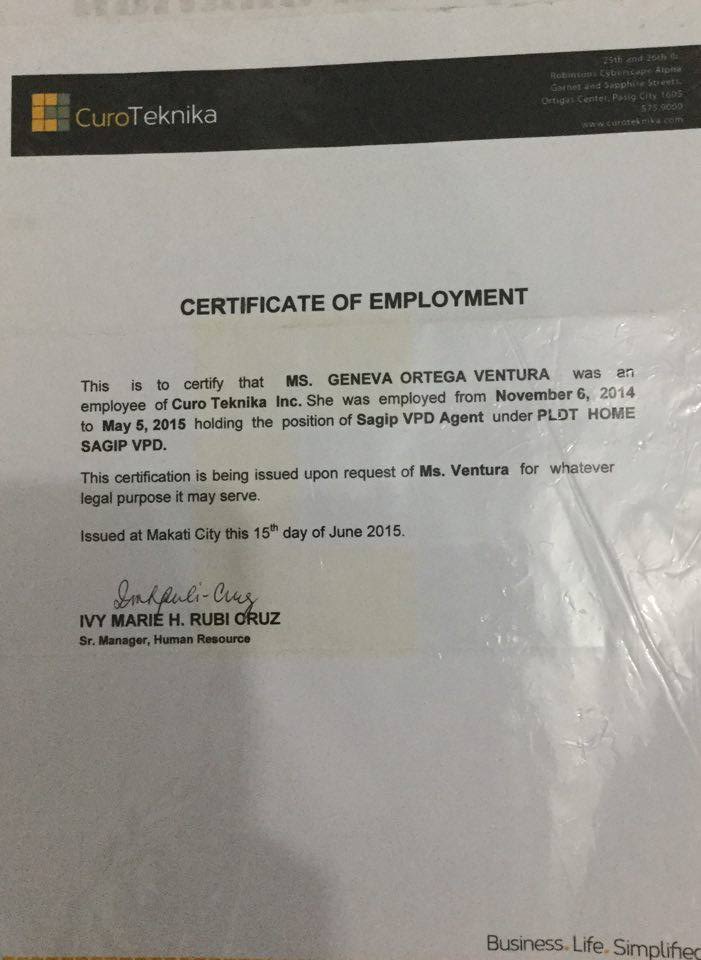 25th and 26th fl.
Robinsons Cyberscape Alpha
Garnet and Sapphire Streets,
Ortigas Center, Pasig City 1605
575.9000
www.curoteknika.com
CuroTeknika
CERTIFICATE OF EMPLOYMENT
This is to certify that MS. GENEVA ORTEGA VENTURA was an
employee of Curo Teknika Inc. She was employed from November 6, 2014
to May 5, 2015 holding the position of Sagip VPD Agent under PLDT HOME
SAGIP VPD.
This certification is being issued upon request of Ms. Ventura for whatever
legal purpose it may serve.
Issued at Makati City this 15th day of June 2015.
IVY MARIE H. RUBI CRUZ
Sr. Manager, Human Resource
Business. Life. Simplified